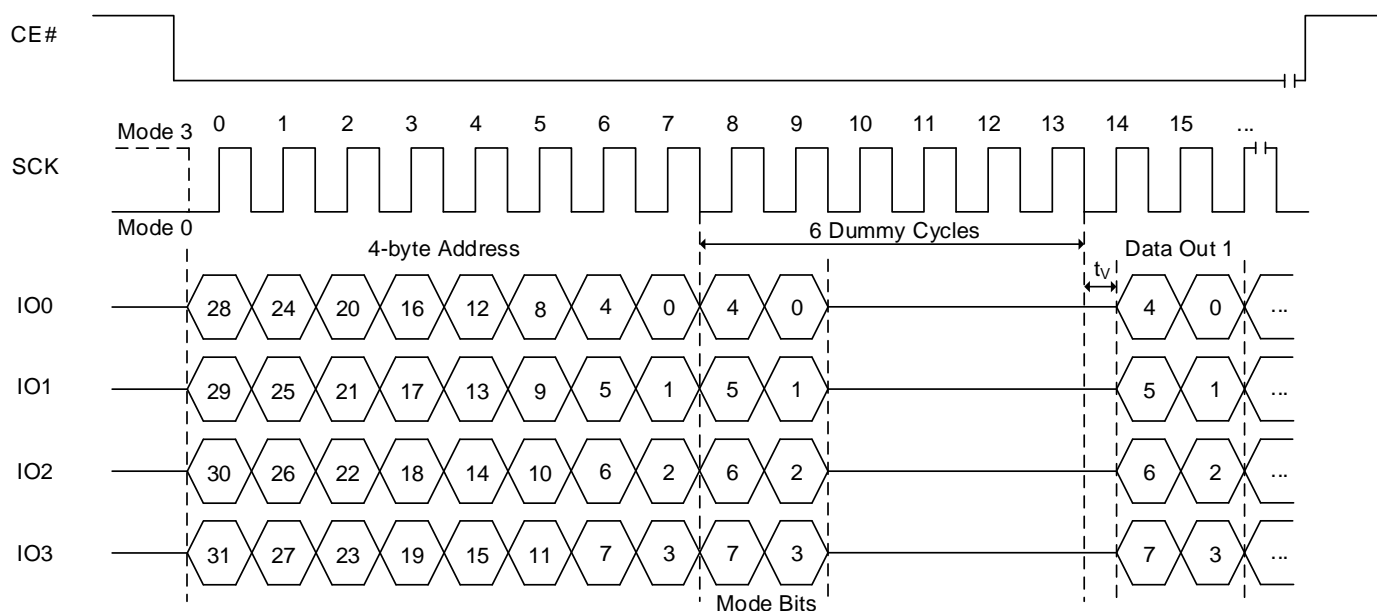 CE#
Mode 3 0 1 2 3 4 5 6 7 8 9 10 11 12 13 14 15 ...
SCK
Mode 0
6 Dummy Cycles
4-byte Address Data Out 1
tV
IO0 28 24 20 16 12 8 4 0 4 0 4 0 ...
IO1 29 25 21 17 13 9 5 1 5 1 5 1 ...
IO2 30 26 22 18 14 10 6 2 6 2 6 2 ...
IO3 31 27 23 19 15 11 7 3 7 3 7 3 ...
Mode Bits